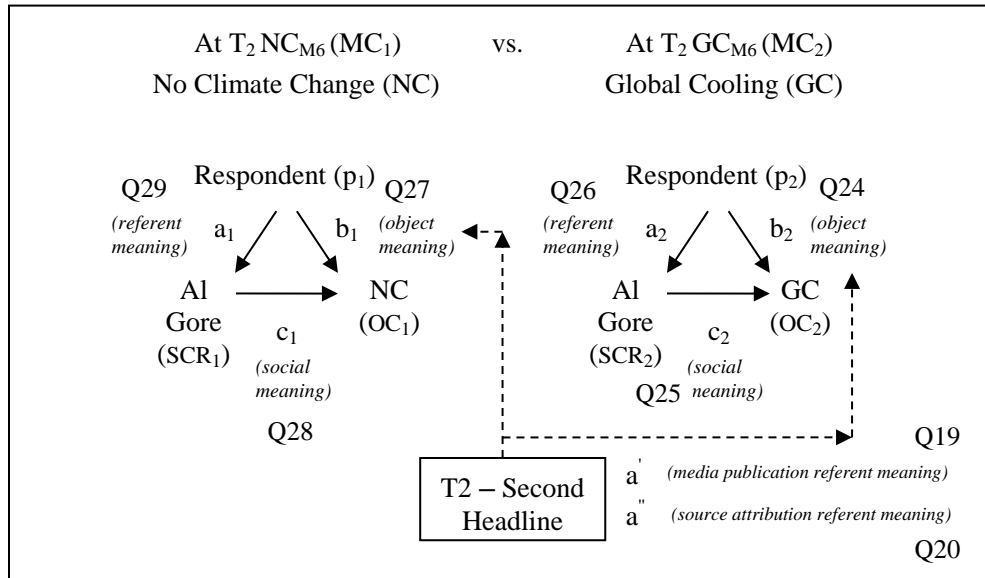 At T2 NCM6 (MC1) vs. At T2 GCM6 (MC2)
No Climate Change (NC) Global Cooling (GC)
Respondent (p1) Respondent (p2)
Q29 Q27 Q26 Q24
(referent meaning) a1 b1 (object meaning) (referent meaning) a2 b2 (object meaning)
Al Gore (SCR1) NC (OC1) Al Gore (SCR2) GC (OC2)
c1 c2
(social meaning) (social neaning)
Q28 Q25
Q19
T2 – Second Headline
a' (media publication referent meaning)
a" (source attribution referent meaning)
Q20